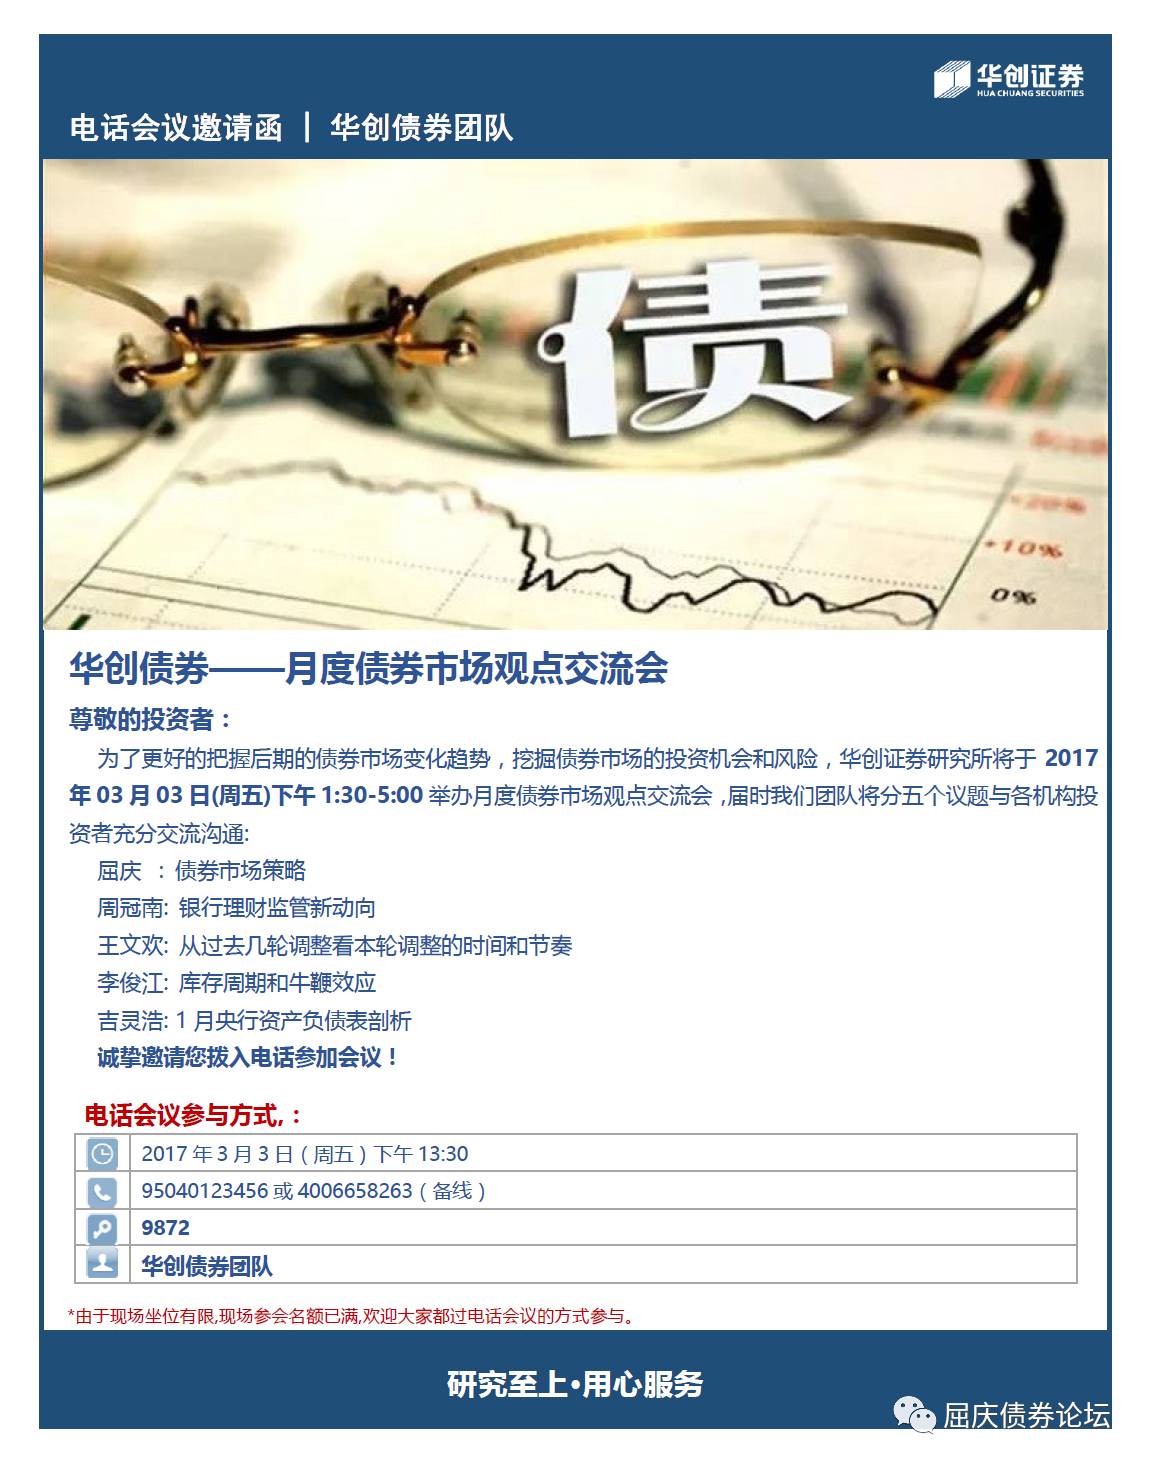 华创证券
HUA CHUANG SECURITIES
电话会议邀请函 | 华创债券团队
债
+20%
+10%
0%
华创债券——月度债券市场观点交流会
尊敬的投资者：
为了更好的把握后期的债券市场变化趋势，挖掘债券市场的投资机会和风险，华创证券研究所将于 2017
年 03 月 03 日(周五)下午 1:30-5:00 举办月度债券市场观点交流会 ,届时我们团队将分五个议题与各机构投
资者充分交流沟通:
屈庆 ：债券市场策略
周冠南: 银行理财监管新动向
王文欢: 从过去几轮调整看本轮调整的时间和节奏
李俊江: 库存周期和牛鞭效应
吉灵浩: 1 月央行资产负债表剖析
诚挚邀请您拨入电话参加会议！
电话会议参与方式,：
2017 年 3 月 3 日（周五）下午 13:30
95040123456 或 4006658263（备线）
9872
华创债券团队
*由于现场坐位有限,现场参会名额已满,欢迎大家都过电话会议的方式参与。
研究至上•用心服务
屈庆债券论坛